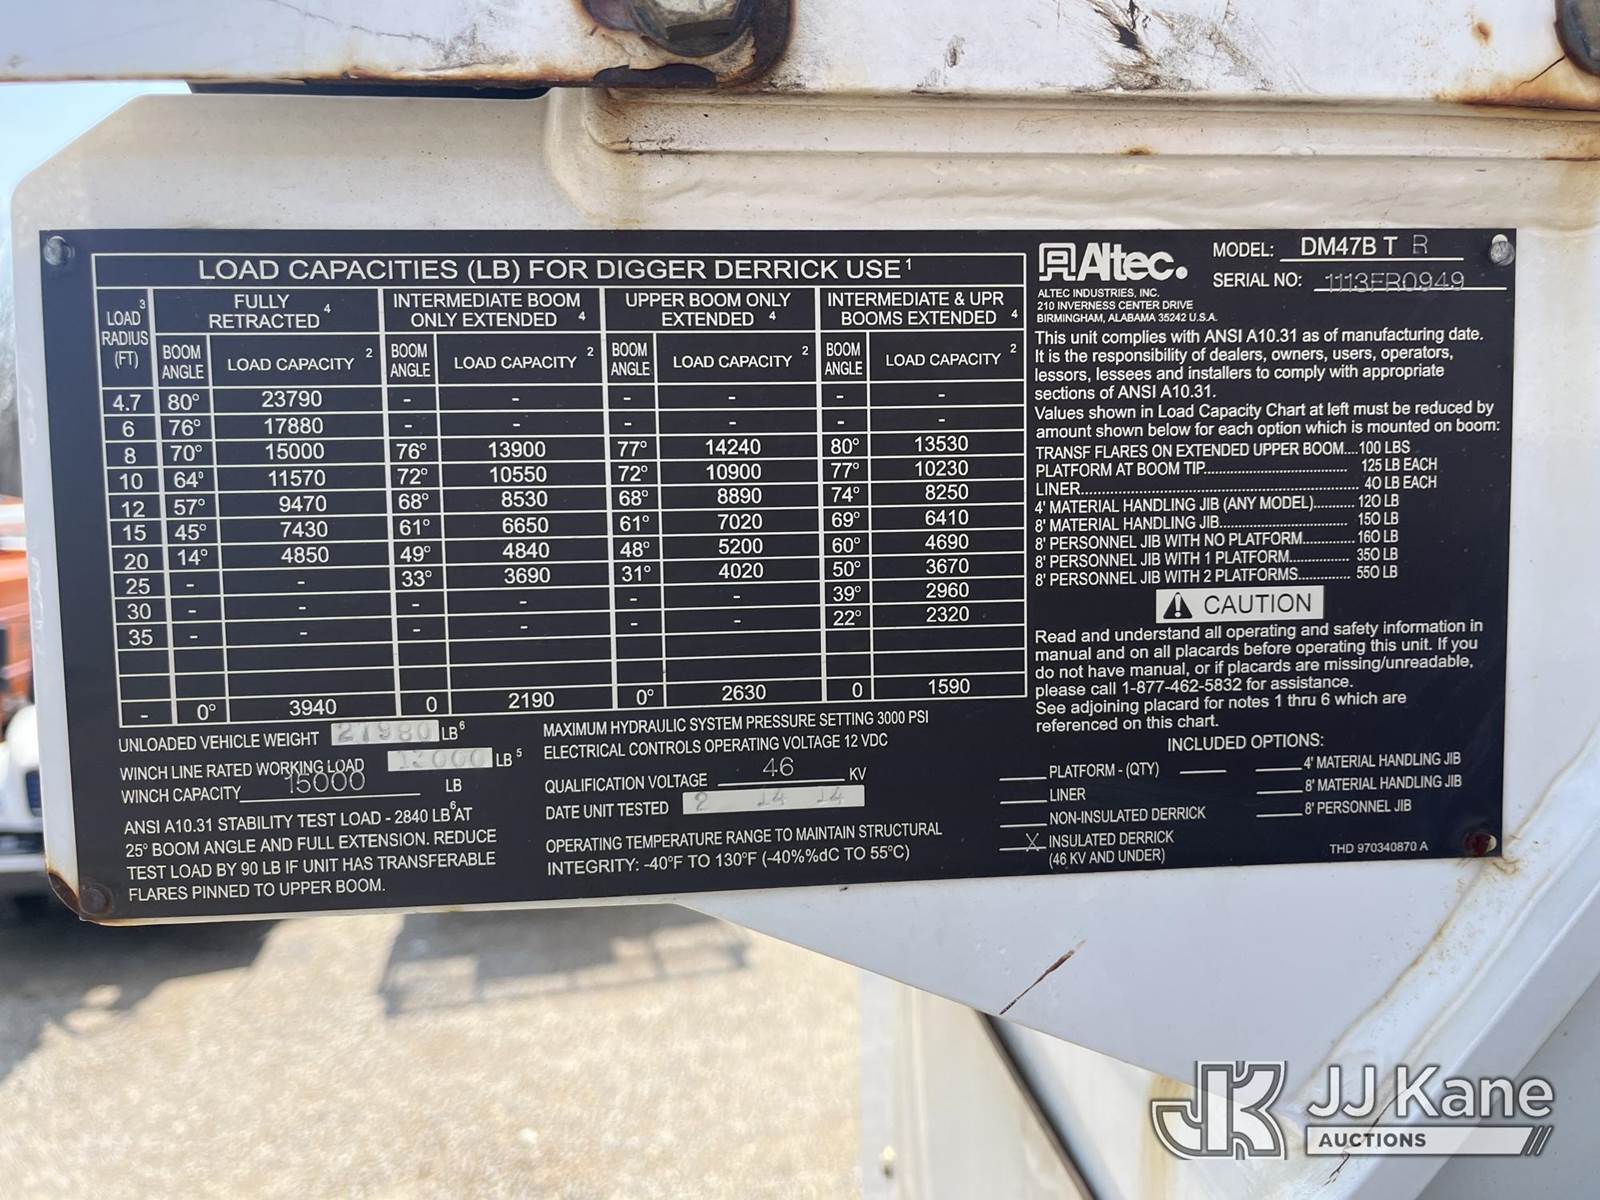 LOAD CAPACITIES (LB) FOR DIGGER DERRICK USE 1
LOAD RADIUS (FT) 3 | FULLY RETRACTED 4 | INTERMEDIATE BOOM ONLY EXTENDED 4 | UPPER BOOM ONLY EXTENDED 4 | INTERMEDIATE & UPR BOOMS EXTENDED 4
BOOM ANGLE | LOAD CAPACITY 2 | BOOM ANGLE | LOAD CAPACITY 2 | BOOM ANGLE | LOAD CAPACITY 2 | BOOM ANGLE | LOAD CAPACITY 2
4.7 80° 23790 - - - - - -
6 76° 17880 - - - - - -
8 70° 15000 76° 13900 77° 14240 80° 13530
10 64° 11570 72° 10550 72° 10900 77° 10230
12 57° 9470 68° 8530 68° 8890 74° 8250
15 45° 7430 61° 6650 61° 7020 69° 6410
20 14° 4850 49° 4840 48° 5200 60° 4690
25 - - 33° 3690 31° 4020 50° 3670
30 - - - - - - 39° 2960
35 - - - - - - 22° 2320
- 0° 3940 0 2190 0° 2630 0 1590
UNLOADED VEHICLE WEIGHT 27980 LB 6
WINCH LINE RATED WORKING LOAD LB 5
WINCH CAPACITY 15000 LB
ANSI A10.31 STABILITY TEST LOAD - 2840 LB 6 AT
25° BOOM ANGLE AND FULL EXTENSION. REDUCE
TEST LOAD BY 90 LB IF UNIT HAS TRANSFERABLE
FLARES PINNED TO UPPER BOOM.
MAXIMUM HYDRAULIC SYSTEM PRESSURE SETTING 3000 PSI
ELECTRICAL CONTROLS OPERATING VOLTAGE 12 VDC
QUALIFICATION VOLTAGE 46 KV
DATE UNIT TESTED 2 14 14
OPERATING TEMPERATURE RANGE TO MAINTAIN STRUCTURAL
INTEGRITY: -40°F TO 130°F (-40%%dC TO 55°C)
Altec.
ALTEC INDUSTRIES, INC.
210 INVERNESS CENTER DRIVE
BIRMINGHAM, ALABAMA 35242 U.S.A.
MODEL: DM47B T R
SERIAL NO: 1113FR0949
This unit complies with ANSI A10.31 as of manufacturing date.
It is the responsibility of dealers, owners, users, operators,
lessors, lessees and installers to comply with appropriate
sections of ANSI A10.31.
Values shown in Load Capacity Chart at left must be reduced by
amount shown below for each option which is mounted on boom:
TRANSF FLARES ON EXTENDED UPPER BOOM....100 LBS
PLATFORM AT BOOM TIP.... 125 LB EACH
LINER.... 40 LB EACH
4' MATERIAL HANDLING JIB (ANY MODEL).... 120 LB
8' MATERIAL HANDLING JIB.... 150 LB
8' PERSONNEL JIB WITH NO PLATFORM.... 160 LB
8' PERSONNEL JIB WITH 1 PLATFORM.... 350 LB
8' PERSONNEL JIB WITH 2 PLATFORMS.... 550 LB
CAUTION
Read and understand all operating and safety information in
manual and on all placards before operating this unit. If you
do not have manual, or if placards are missing/unreadable,
please call 1-877-462-5832 for assistance.
See adjoining placard for notes 1 thru 6 which are
referenced on this chart.
INCLUDED OPTIONS:
PLATFORM - (QTY)
LINER
NON-INSULATED DERRICK
X INSULATED DERRICK
(46 KV AND UNDER)
4' MATERIAL HANDLING JIB
8' MATERIAL HANDLING JIB
8' PERSONNEL JIB
THD 970340870 A
JK JJ Kane
AUCTIONS